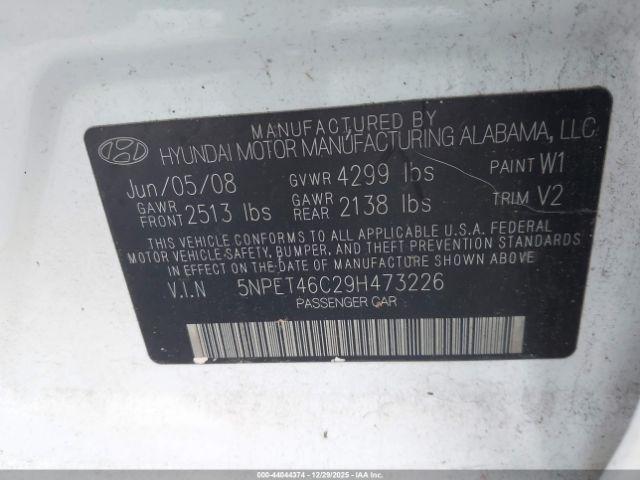 MANUFACTURED BY
HYUNDAI MOTOR MANUFACTURING ALABAMA, LLC
Jun/05/08 GVWR 4299 lbs PAINT W1
GAWR FRONT 2513 lbs GAWR REAR 2138 lbs TRIM V2
THIS VEHICLE CONFORMS TO ALL APPLICABLE U.S.A. FEDERAL
MOTOR VEHICLE SAFETY, BUMPER, AND THEFT PREVENTION STANDARDS
IN EFFECT ON THE DATE OF MANUFACTURE SHOWN ABOVE.
V.I.N 5NPET46C29H473226
PASSENGER CAR
000-44044374 | 12/29/2025 | IAAI.COM